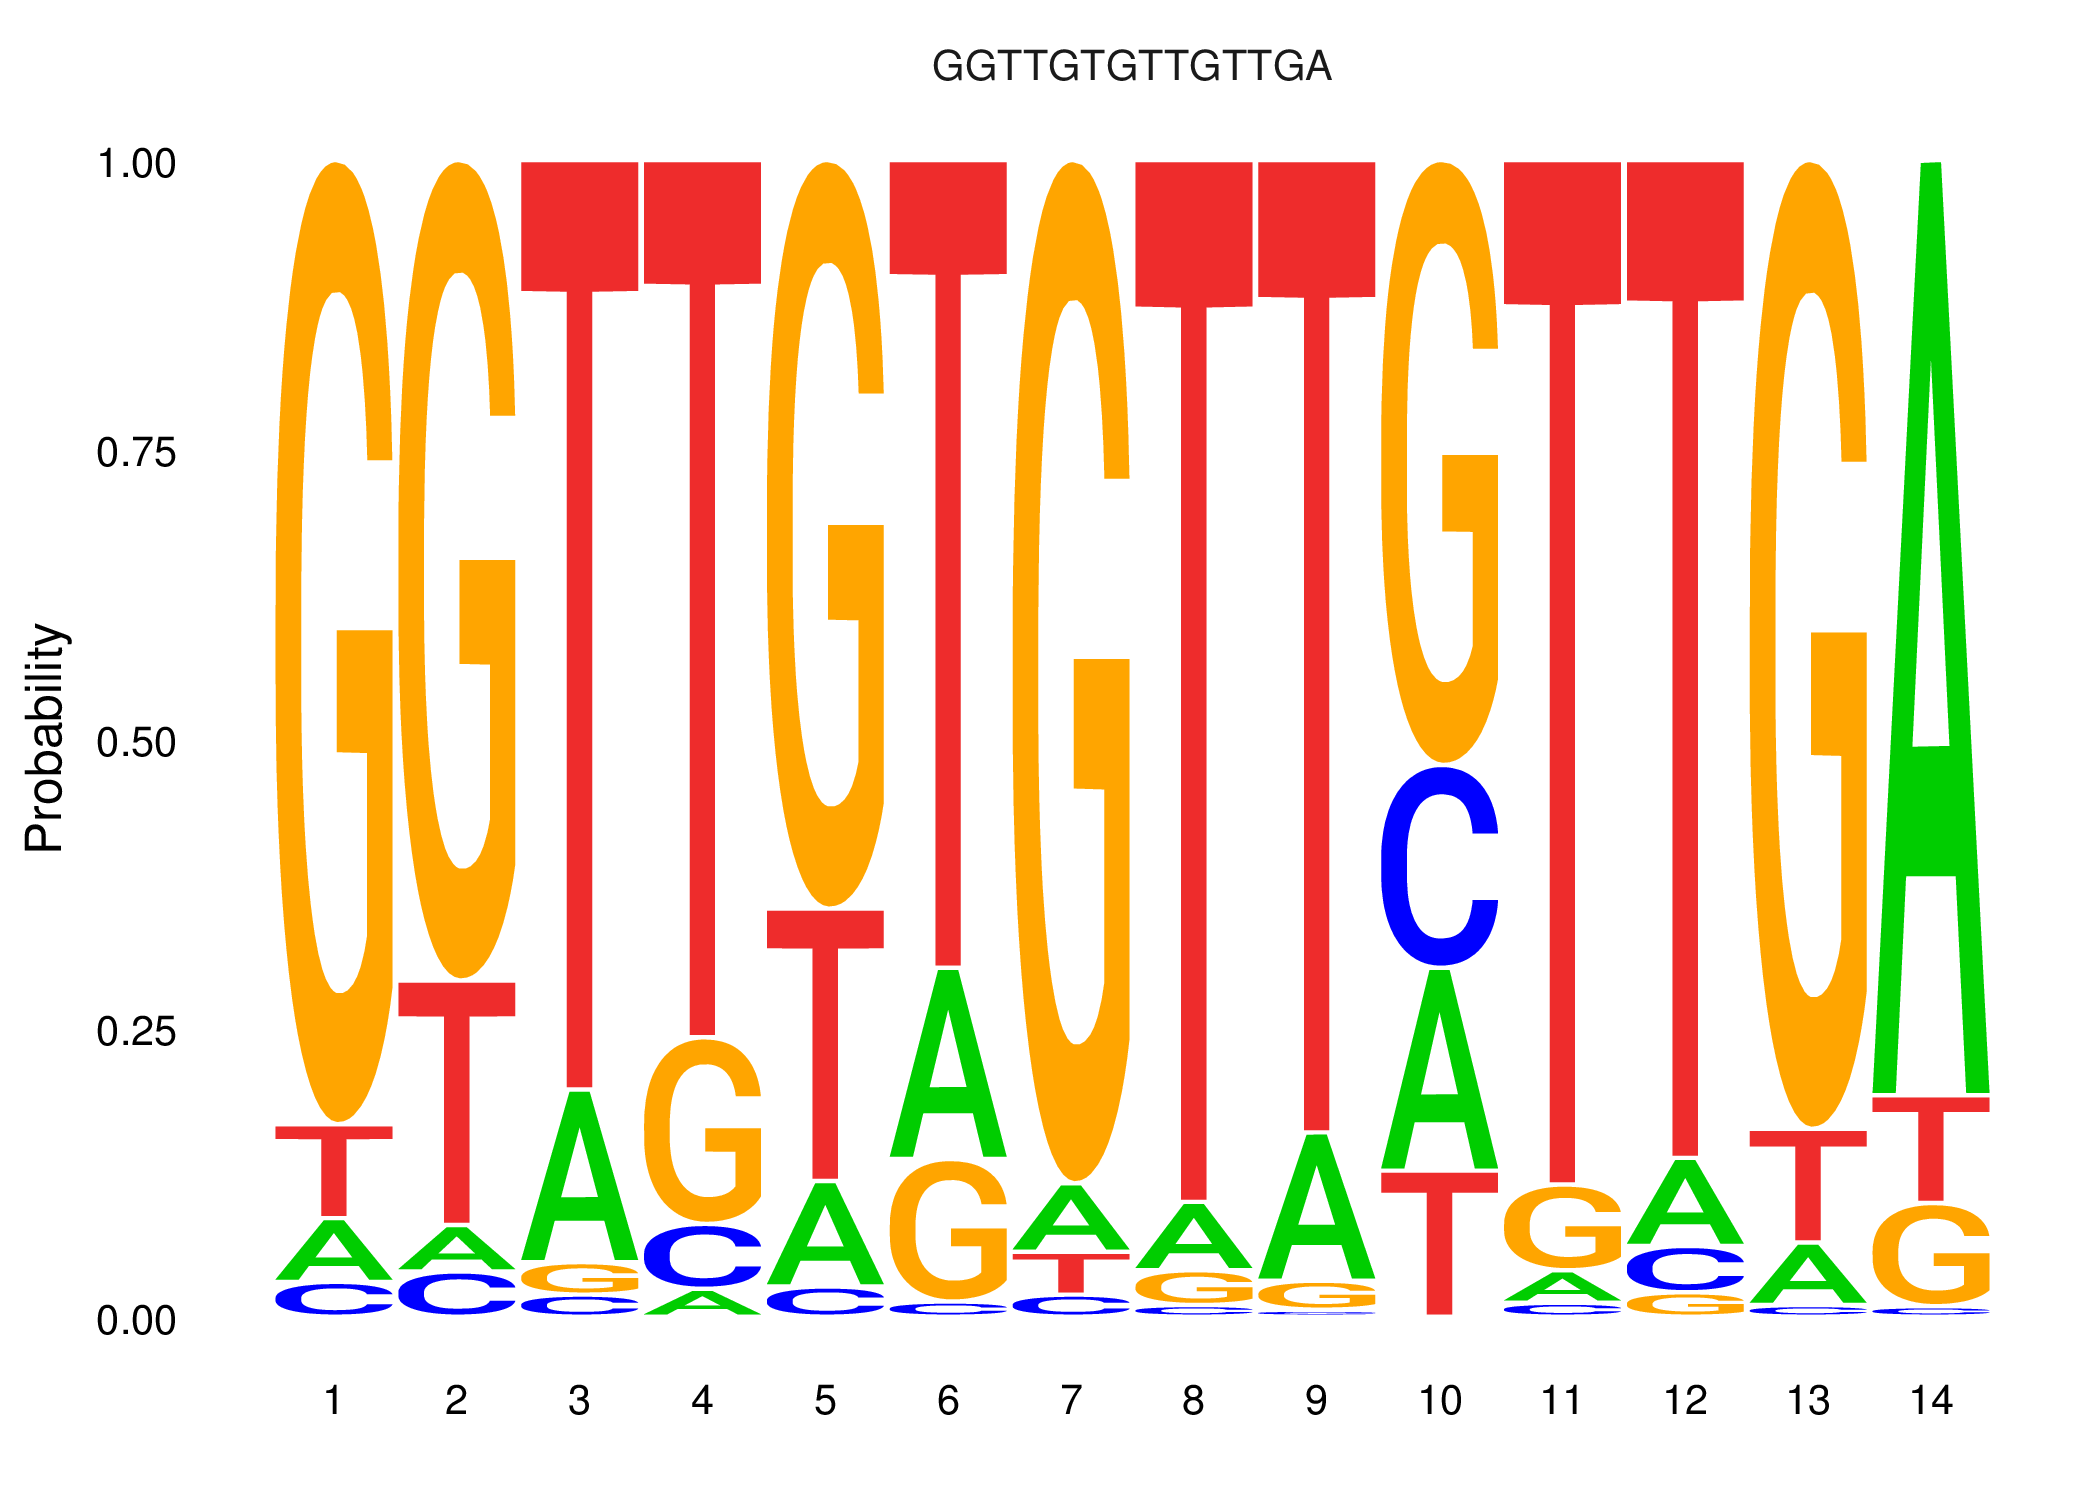 GGTTGTGTTGTTGA
1.00
0.75
0.50
0.25
0.00
Probability
G G T T G T G T T G T T G A
T T A G T A A A A C G A T T
A A G C A G T G G A A C A G
C C C A C C C C C T C G C C
1 2 3 4 5 6 7 8 9 10 11 12 13 14